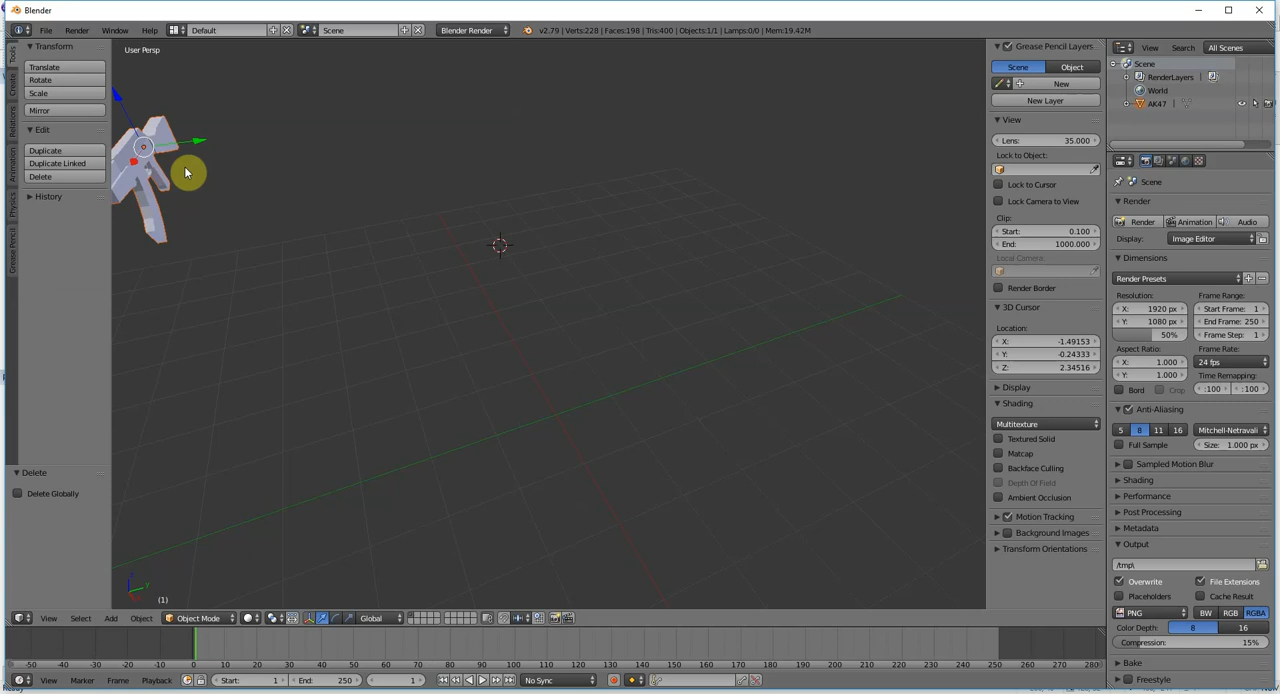 Blender
File Render Window Help Default Scene Blender Render v2.79 | Verts:228 | Faces:198 | Tris:400 | Objects:1/1 | Lamps:0/0 | Mem:19.42M
Tools
Create
Relations
Animation
Physics
Grease Pencil
Transform
Translate
Rotate
Scale
Mirror
Edit
Duplicate
Duplicate Linked
Delete
History
Delete
Delete Globally
User Persp
(1)
Grease Pencil Layers
Scene Object
New
New Layer
View
Lens: 35.000
Lock to Object:
Lock to Cursor
Lock Camera to View
Clip:
Start: 0.100
End: 1000.000
Local Camera:
Render Border
3D Cursor
Location:
X: -1.49153
Y: -0.24333
Z: 2.34516
Display
Shading
Multitexture
Textured Solid
Matcap
Backface Culling
Depth Of Field
Ambient Occlusion
Motion Tracking
Background Images
Transform Orientations
View Search All Scenes
Scene
RenderLayers
World
AK47
Scene
Render
Render Animation Audio
Display: Image Editor
Dimensions
Render Presets
Resolution: Frame Range:
X: 1920 px Start Frame: 1
Y: 1080 px End Frame: 250
50% Frame Step: 1
Aspect Ratio: Frame Rate:
X: 1.000 24 fps
Y: 1.000 Time Remapping:
Bord Crop :100 :100
Anti-Aliasing
5 8 11 16 Mitchell-Netravali
Full Sample Size: 1.000 px
Sampled Motion Blur
Shading
Performance
Post Processing
Metadata
Output
/tmp\
Overwrite File Extensions
Placeholders Cache Result
PNG BW RGB RGBA
Color Depth: 8 16
Compression: 15%
Bake
Freestyle
View Select Add Object Object Mode Global
-50 -40 -30 -20 -10 0 10 20 30 40 50 60 70 80 90 100 110 120 130 140 150 160 170 180 190 200 210 220 230 240 250 260 270 280
View Marker Frame Playback Start: 1 End: 250 1 No Sync